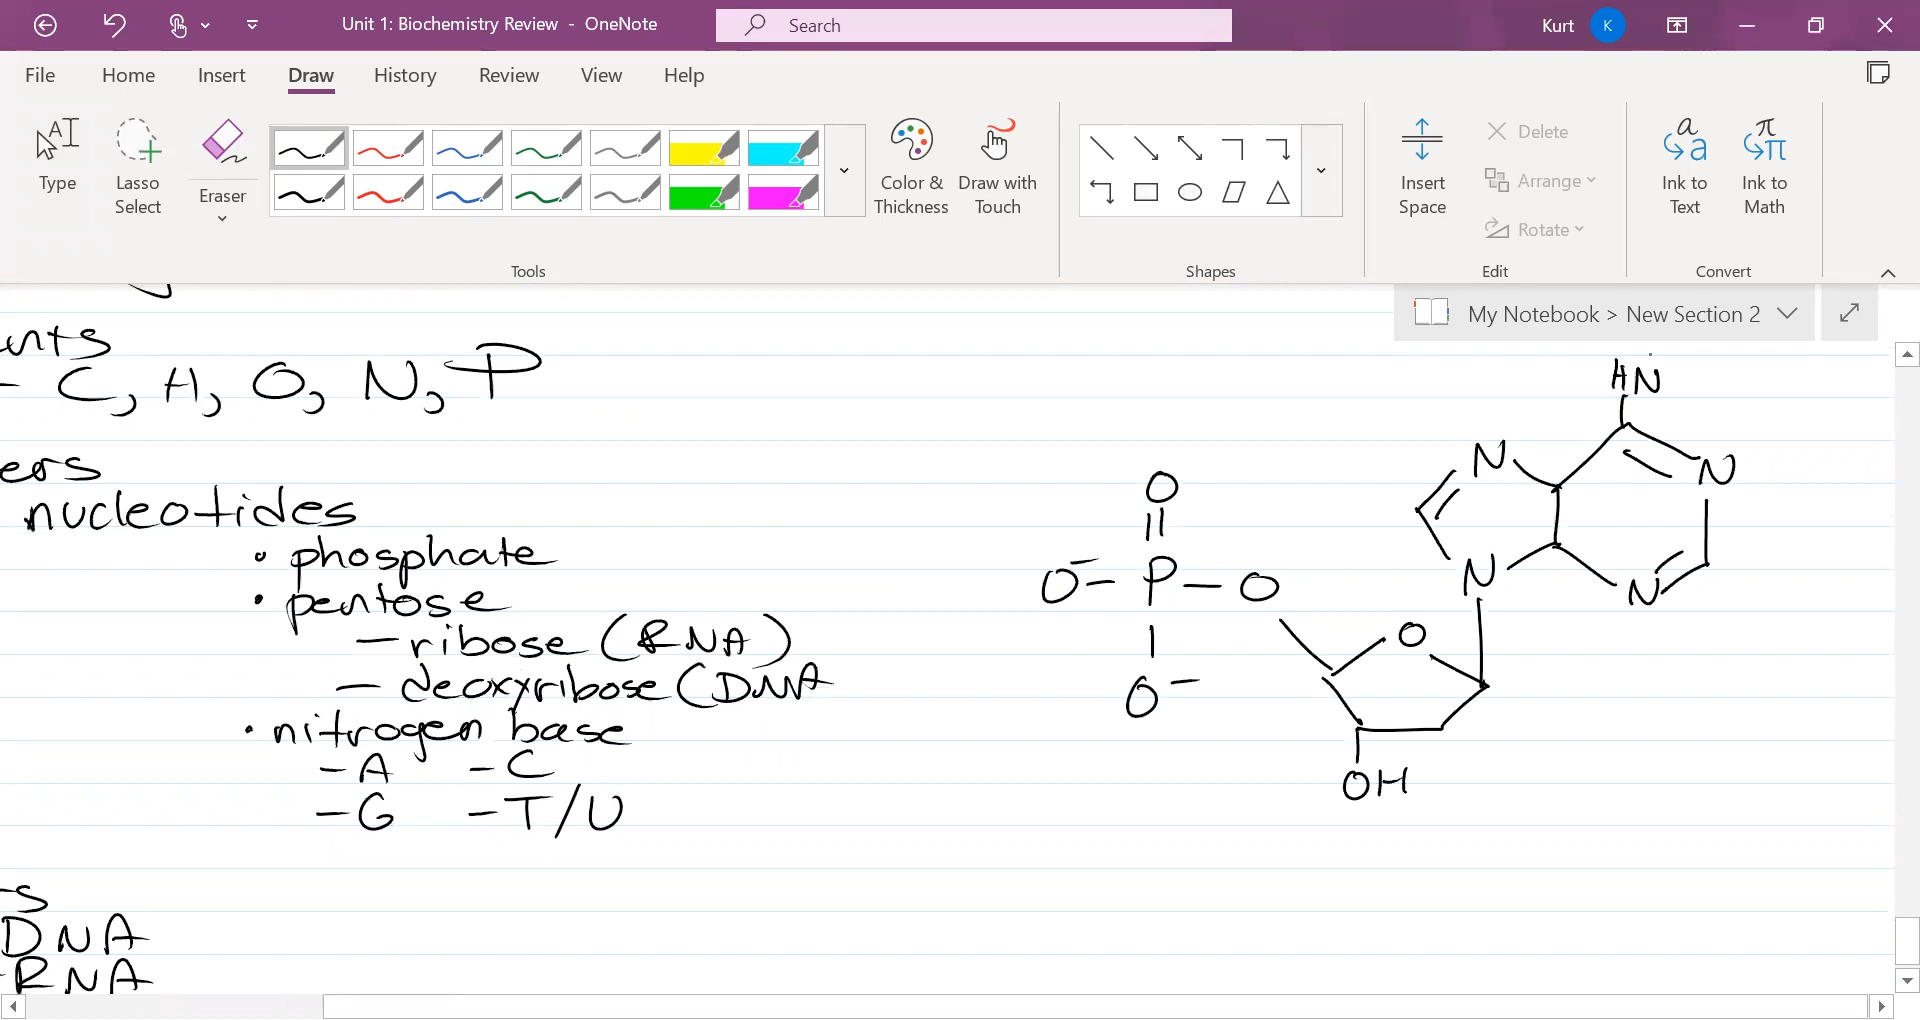 Unit 1: Biochemistry Review - OneNote
Search
Kurt K
File Home Insert Draw History Review View Help
Type
Lasso Select
Eraser
Color & Thickness
Draw with Touch
Insert Space
Delete
Arrange
Rotate
Ink to Text
Ink to Math
Tools Shapes Edit Convert
My Notebook > New Section 2
nts
- C, H, O, N, P
ers
nucleotides
• phosphate
• pentose
- ribose (RNA)
- deoxyribose (DNA
• nitrogen base
- A - C
- G - T/U
s
DNA
-RNA
HN
N N
O
O⁻ - P - O
N N
O
O⁻
OH